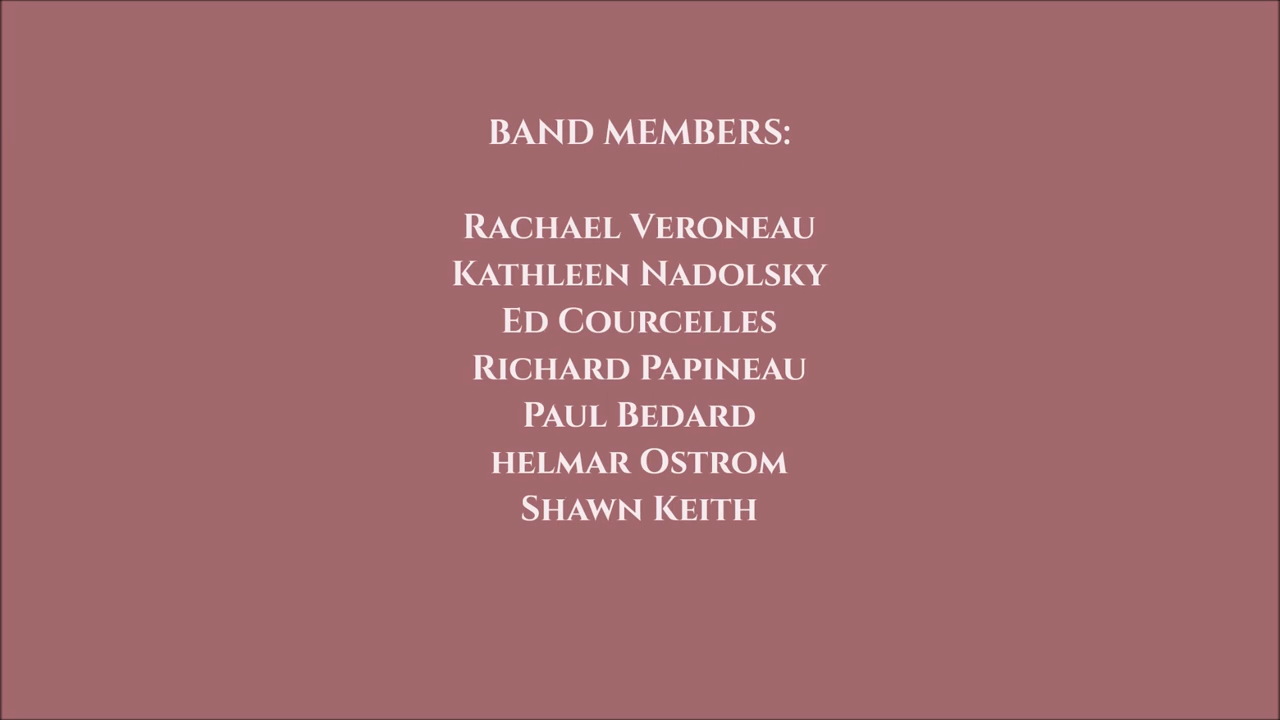 BAND MEMBERS:
Rachael Veroneau
Kathleen Nadolsky
Ed Courcelles
Richard Papineau
Paul Bedard
helmar Ostrom
Shawn Keith